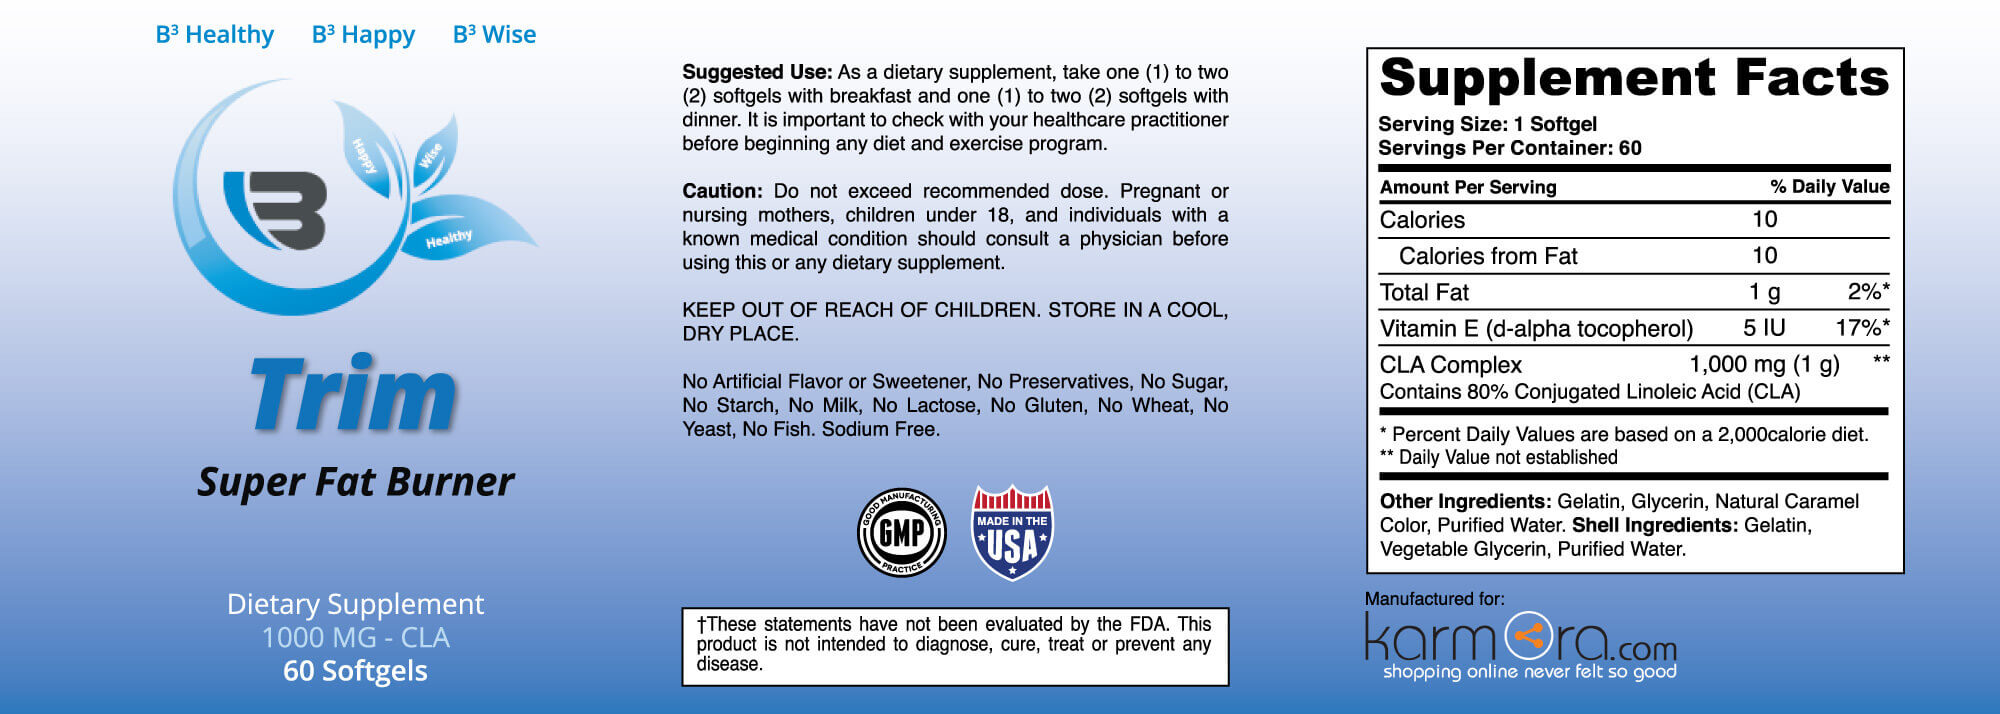 B³ Healthy B³ Happy B³ Wise
Happy
Wise
Healthy
B
Trim
Super Fat Burner
Dietary Supplement
1000 MG - CLA
60 Softgels
Suggested Use: As a dietary supplement, take one (1) to two
(2) softgels with breakfast and one (1) to two (2) softgels with
dinner. It is important to check with your healthcare practitioner
before beginning any diet and exercise program.
Caution: Do not exceed recommended dose. Pregnant or
nursing mothers, children under 18, and individuals with a
known medical condition should consult a physician before
using this or any dietary supplement.
KEEP OUT OF REACH OF CHILDREN. STORE IN A COOL,
DRY PLACE.
No Artificial Flavor or Sweetener, No Preservatives, No Sugar,
No Starch, No Milk, No Lactose, No Gluten, No Wheat, No
Yeast, No Fish. Sodium Free.
GOOD MANUFACTURING
GMP
PRACTICE
MADE IN THE
USA
†These statements have not been evaluated by the FDA. This
product is not intended to diagnose, cure, treat or prevent any
disease.
Supplement Facts
Serving Size: 1 Softgel
Servings Per Container: 60
Amount Per Serving % Daily Value
Calories 10
Calories from Fat 10
Total Fat 1 g 2%*
Vitamin E (d-alpha tocopherol) 5 IU 17%*
CLA Complex 1,000 mg (1 g) **
Contains 80% Conjugated Linoleic Acid (CLA)
* Percent Daily Values are based on a 2,000calorie diet.
** Daily Value not established
Other Ingredients: Gelatin, Glycerin, Natural Caramel
Color, Purified Water. Shell Ingredients: Gelatin,
Vegetable Glycerin, Purified Water.
Manufactured for:
karmora.com
shopping online never felt so good